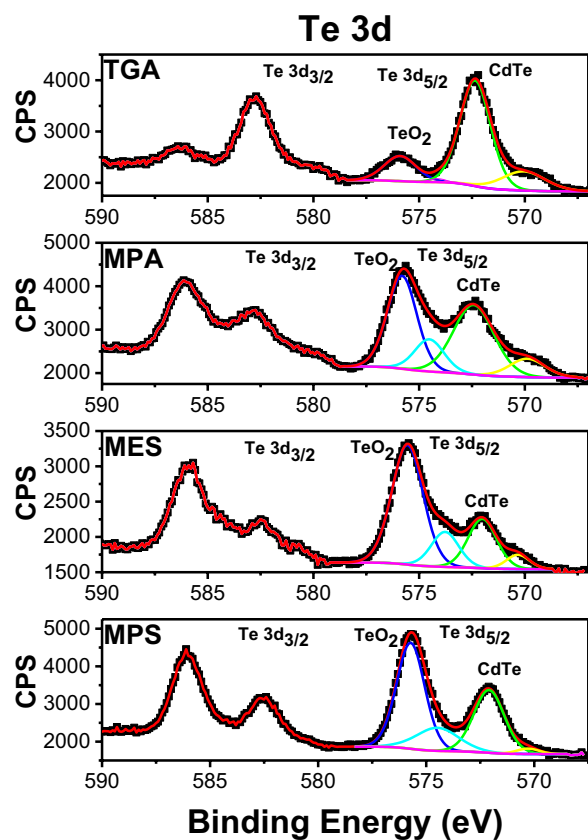 Te 3d
TGA
Te 3d3/2
Te 3d5/2
CdTe
TeO2
CPS
4000
3000
2000
590 585 580 575 570
MPA
Te 3d3/2
TeO2
Te 3d5/2
CdTe
CPS
5000
4000
3000
2000
590 585 580 575 570
MES
Te 3d3/2
TeO2
Te 3d5/2
CdTe
CPS
3500
3000
2500
2000
1500
590 585 580 575 570
MPS
Te 3d3/2
TeO2
Te 3d5/2
CdTe
CPS
5000
4000
3000
2000
590 585 580 575 570
Binding Energy (eV)